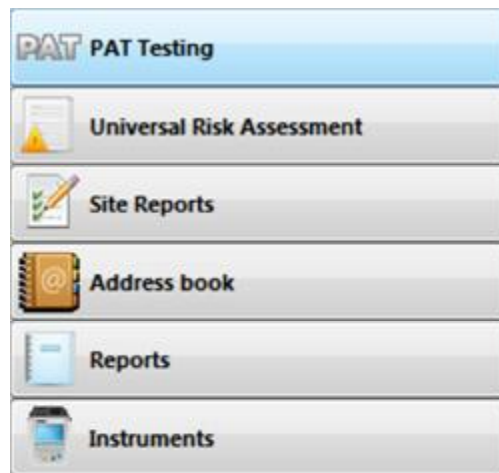 PAT PAT Testing
Universal Risk Assessment
Site Reports
@ Address book
Reports
Instruments